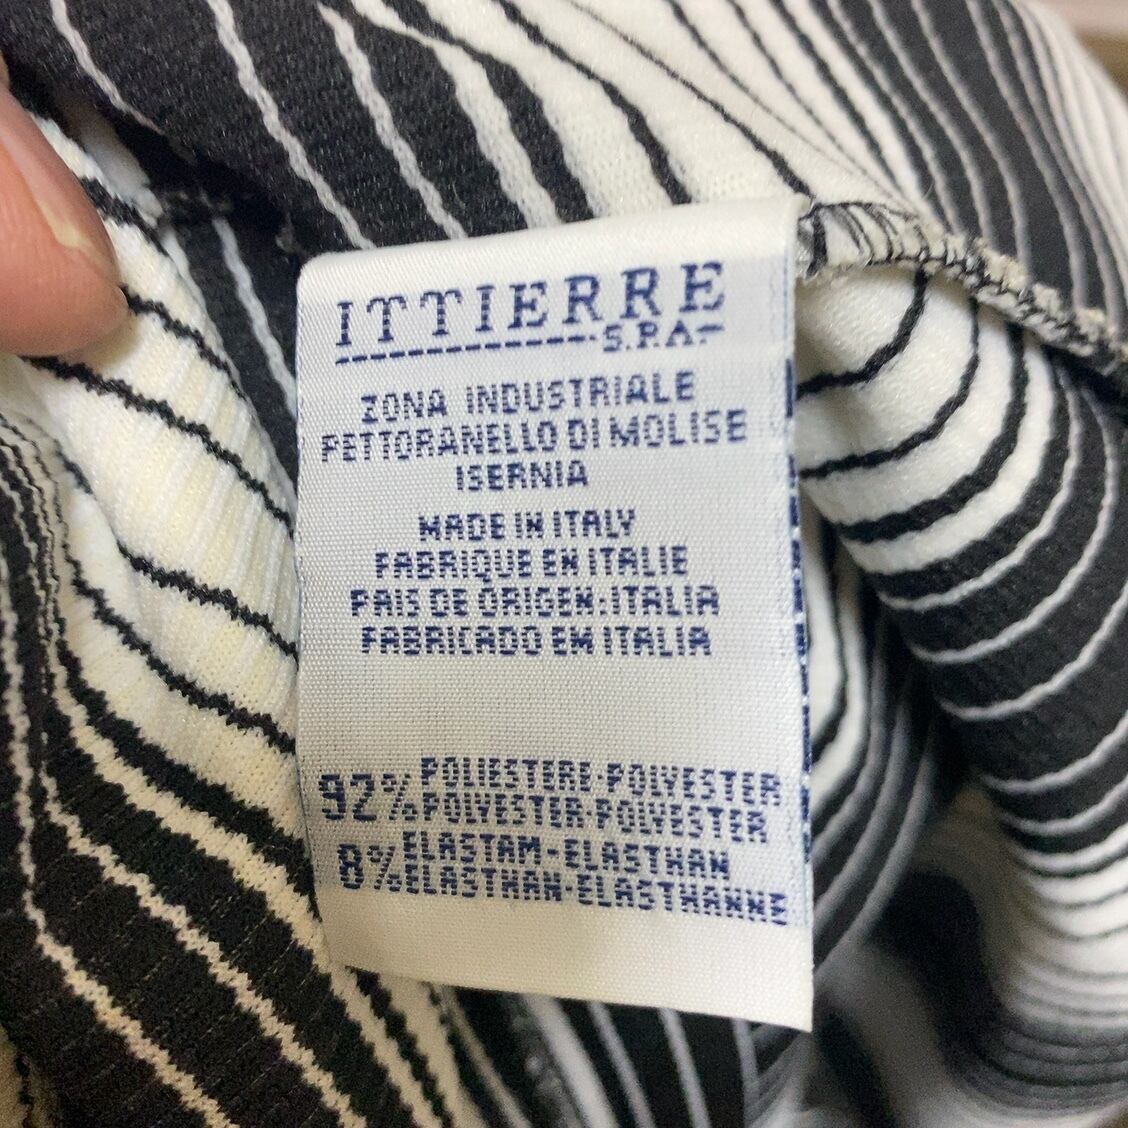 ITTIERRE
S.P.A.
ZONA INDUSTRIALE
PETTORANELLO DI MOLISE
ISERNIA
MADE IN ITALY
FABRIQUE EN ITALIE
PAIS DE ORIGEN:ITALIA
FABRICADO EM ITALIA
92% POLIESTERE-POLYESTER
POLYESTER-POLYESTER
8% ELASTAM-ELASTHAN
ELASTHAN-ELASTHANNE